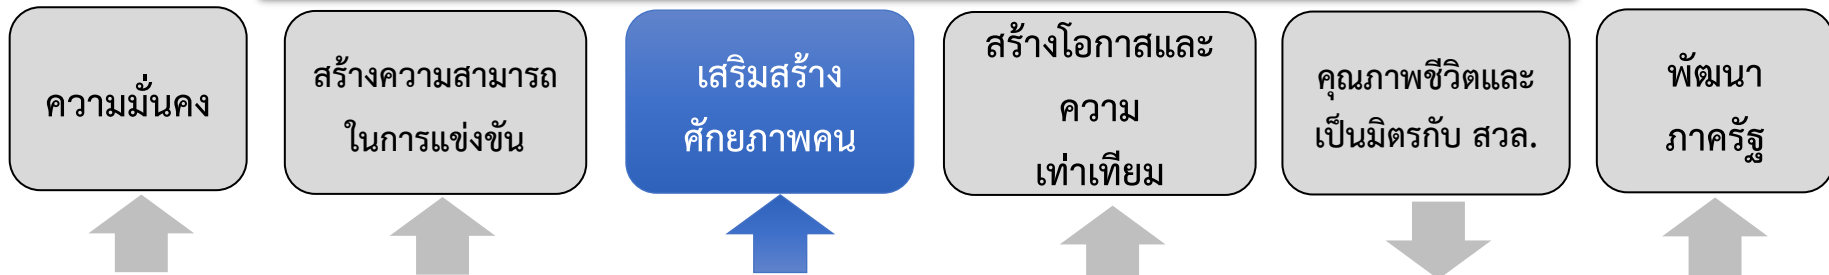 ความมั่นคง
สร้างความสามารถ
ในการแข่งขัน
เสริมสร้าง
ศักยภาพคน
สร้างโอกาสและ
ความ
เท่าเทียม
คุณภาพชีวิตและ
เป็นมิตรกับ สวล.
พัฒนา
ภาครัฐ